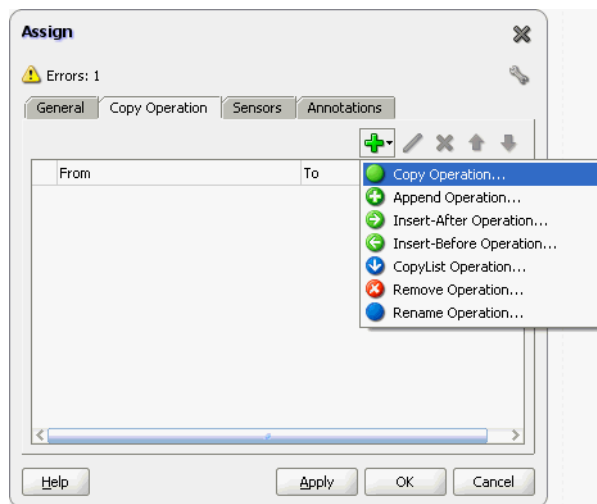 Assign
Errors: 1
General Copy Operation Sensors Annotations
From To
Copy Operation...
Append Operation...
Insert-After Operation...
Insert-Before Operation...
CopyList Operation...
Remove Operation...
Rename Operation...
Help Apply OK Cancel